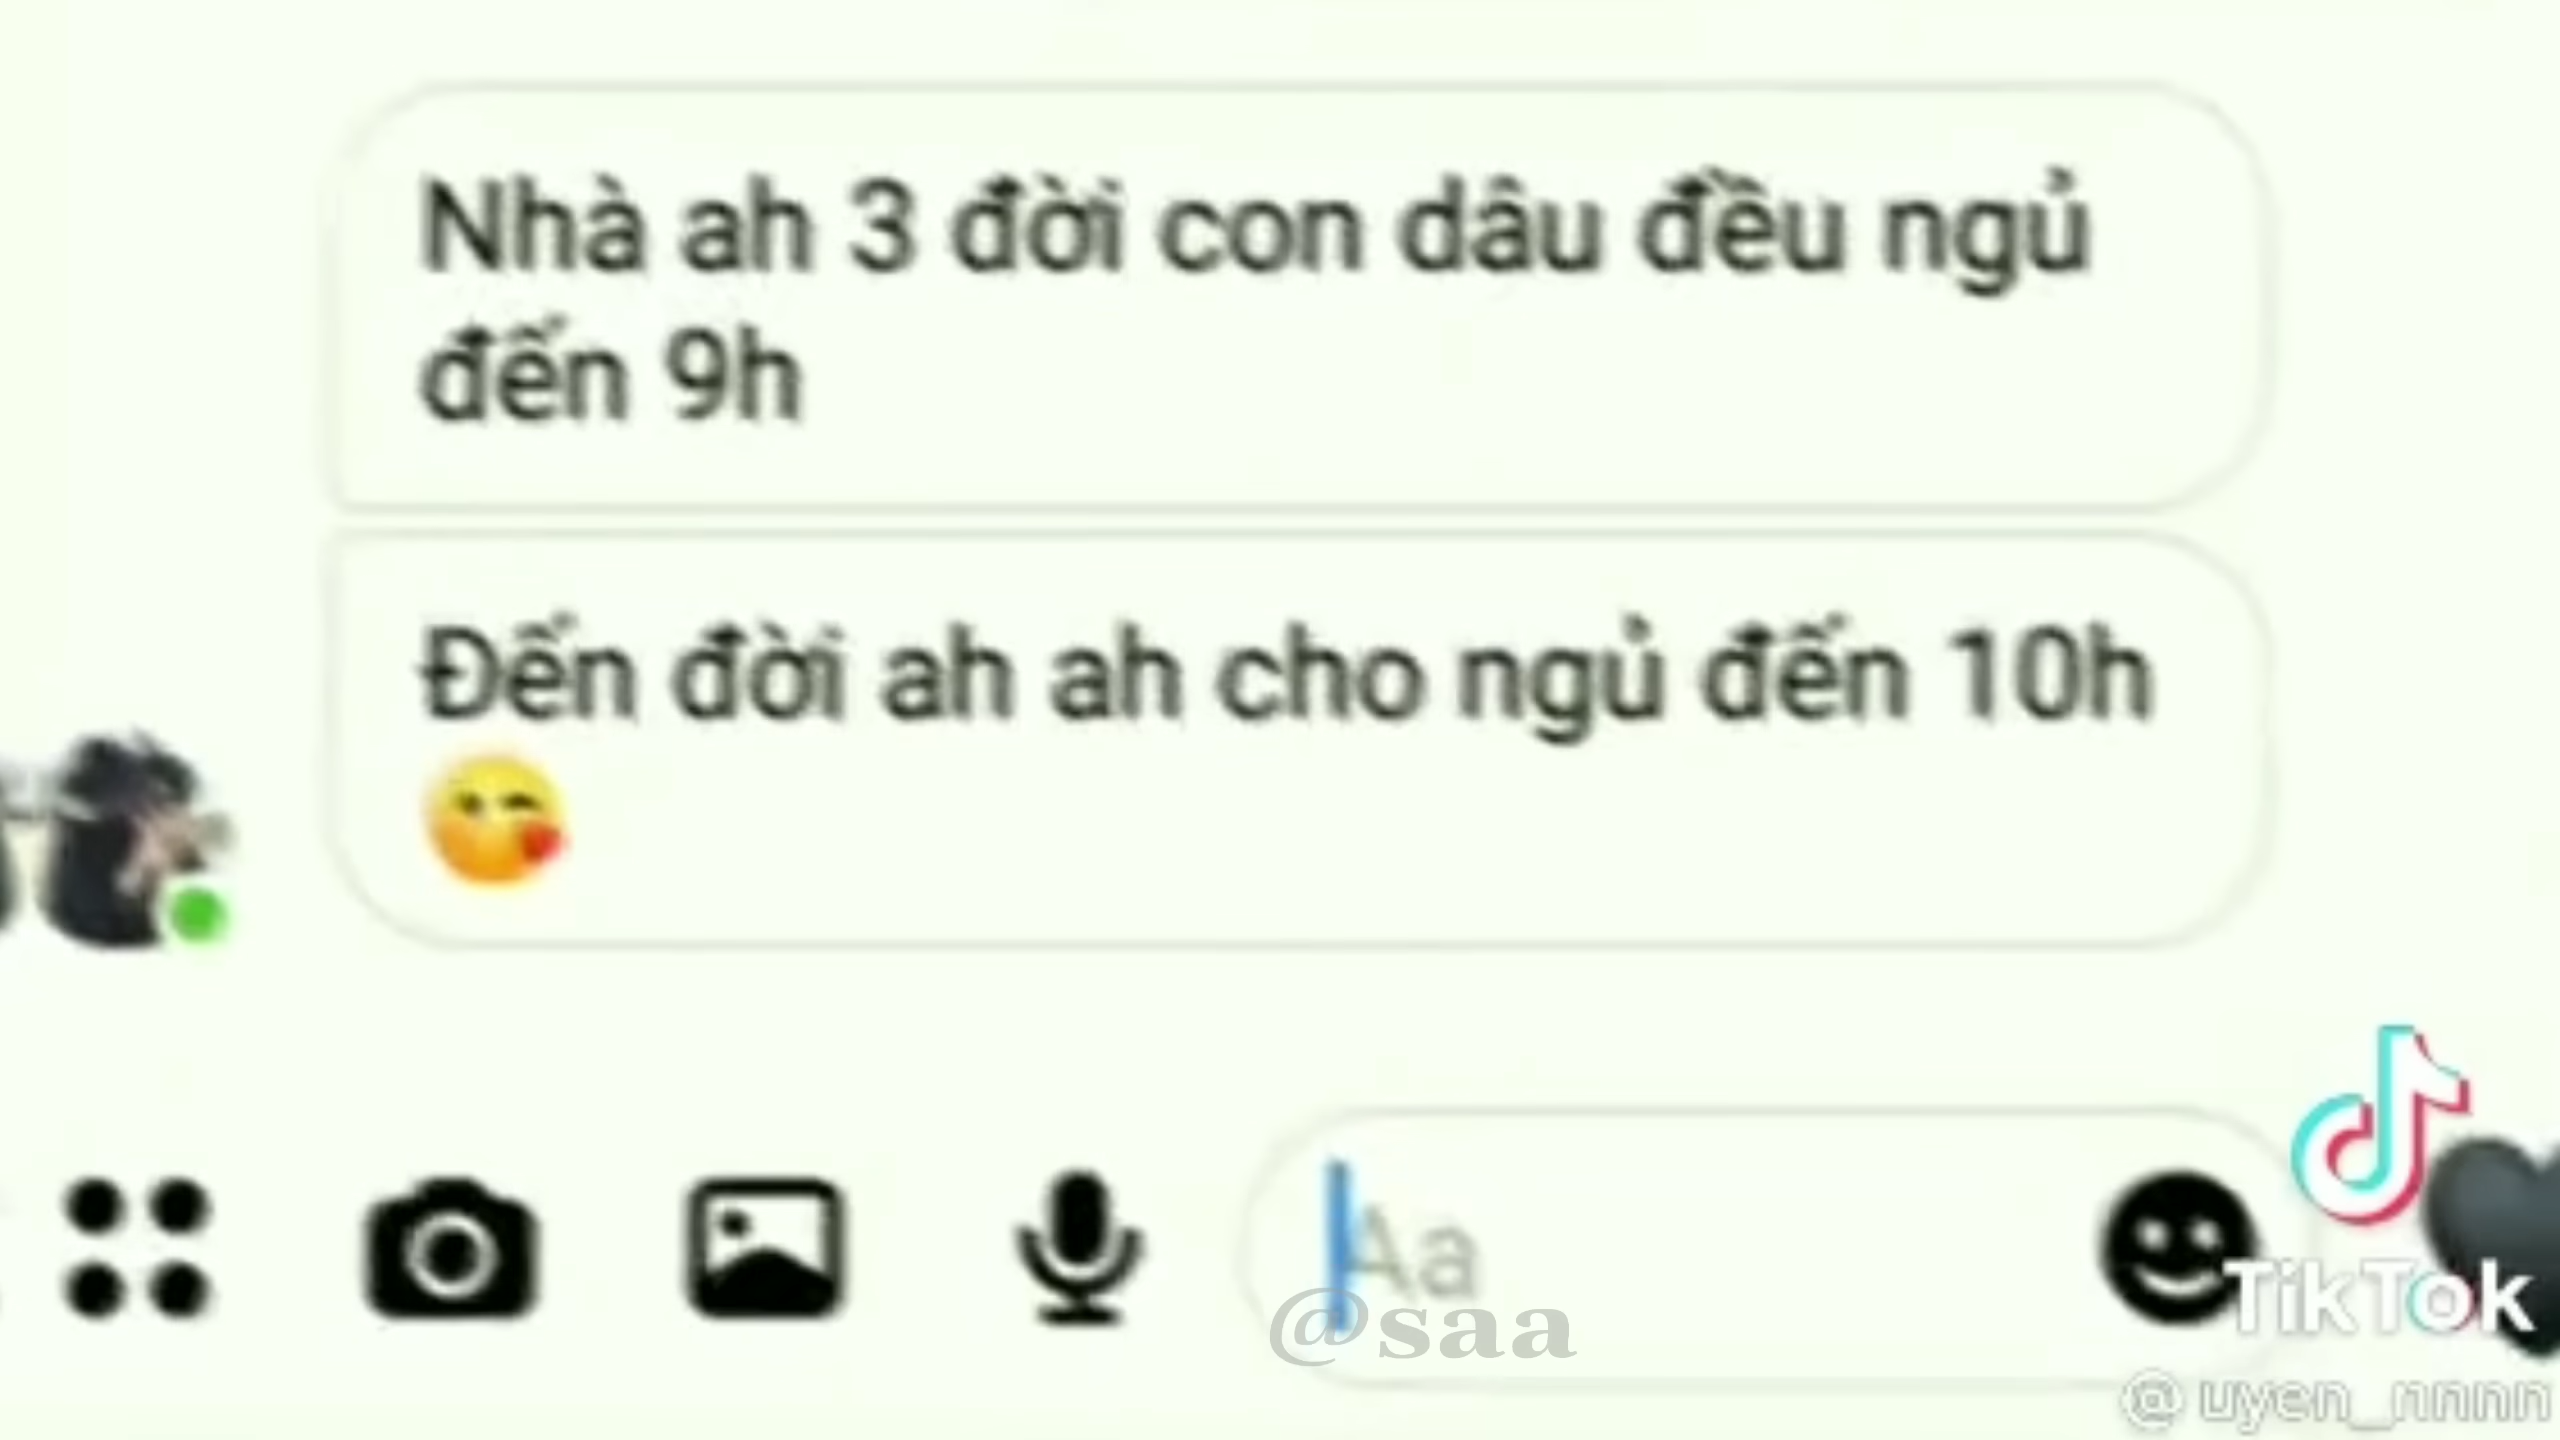 Nhà ah 3 đời con dâu đều ngủ
đến 9h
Đến đời ah ah cho ngủ đến 10h
Aa
@saa
TikTok
@uyen_nnnn